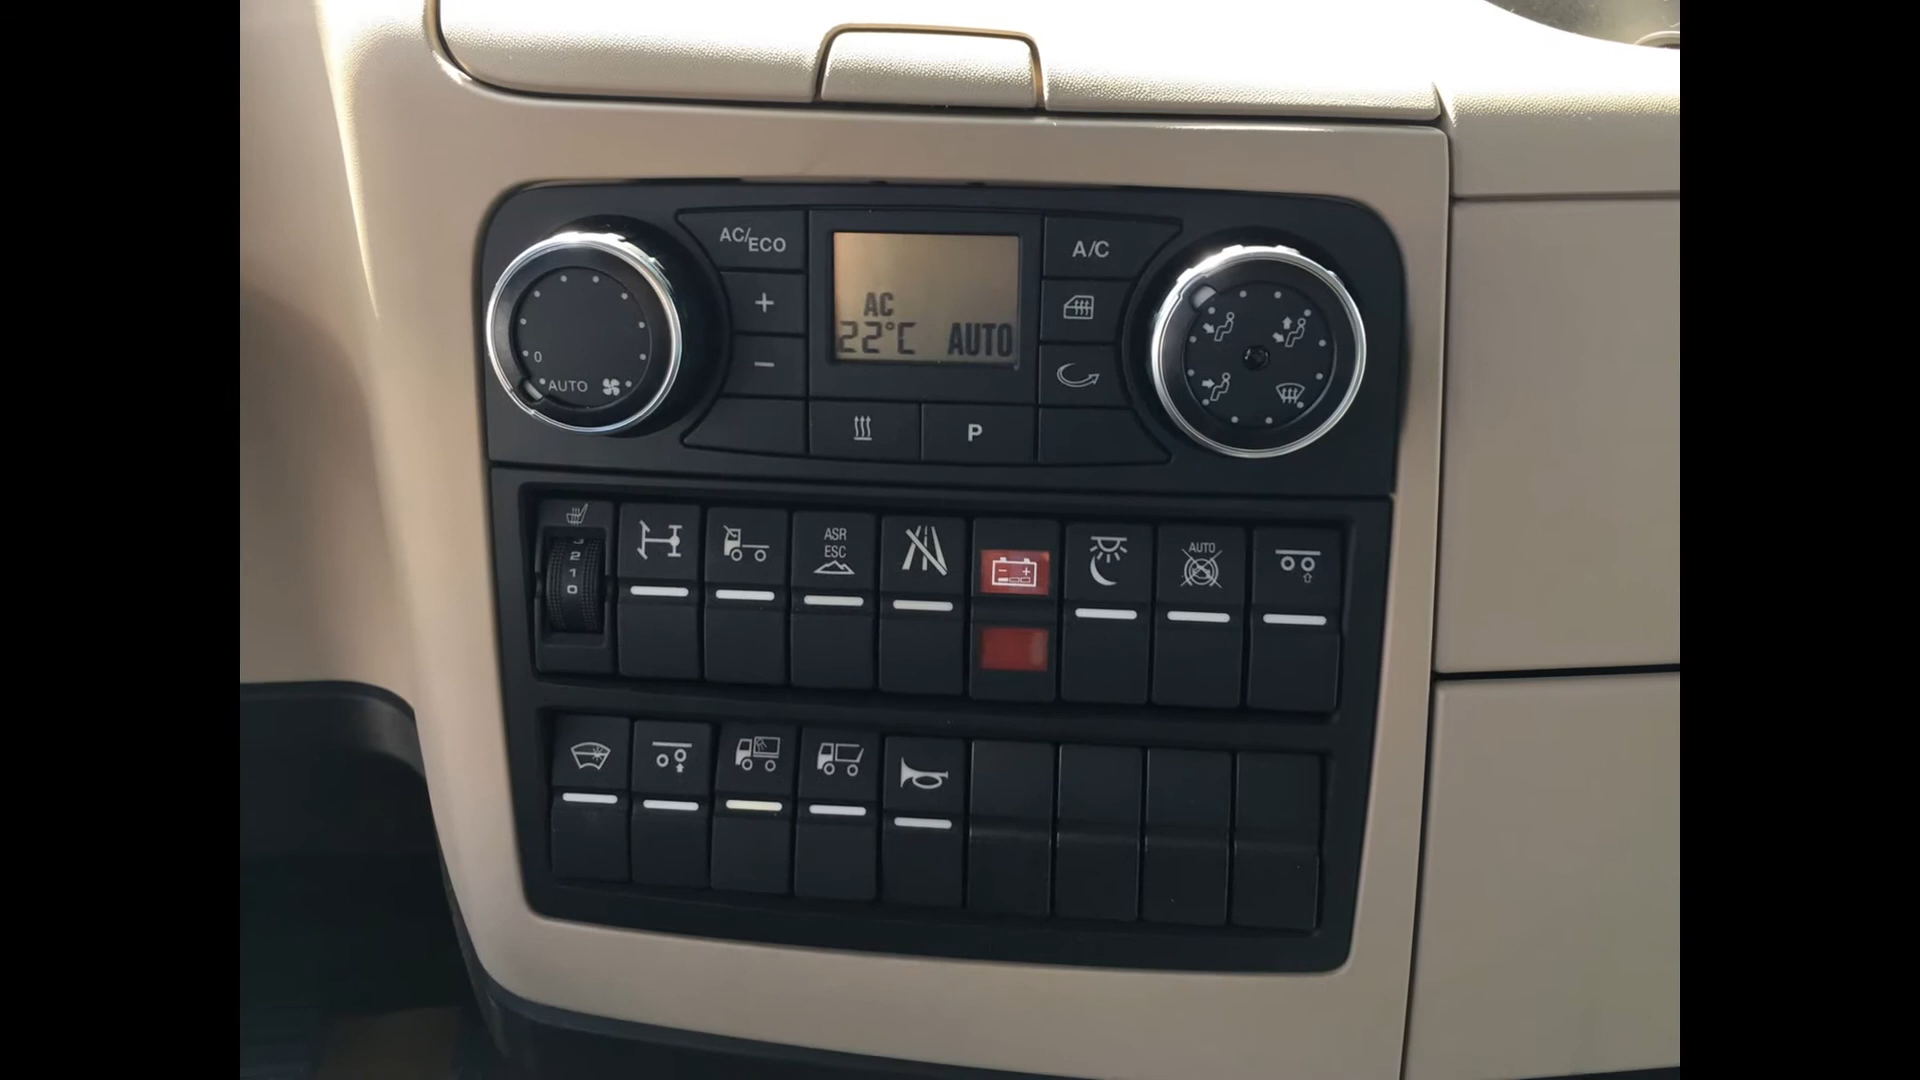 AC/ECO
A/C
+
AC
22°C AUTO
0
−
AUTO
P
ASR
ESC
AUTO
2
1
0
- +